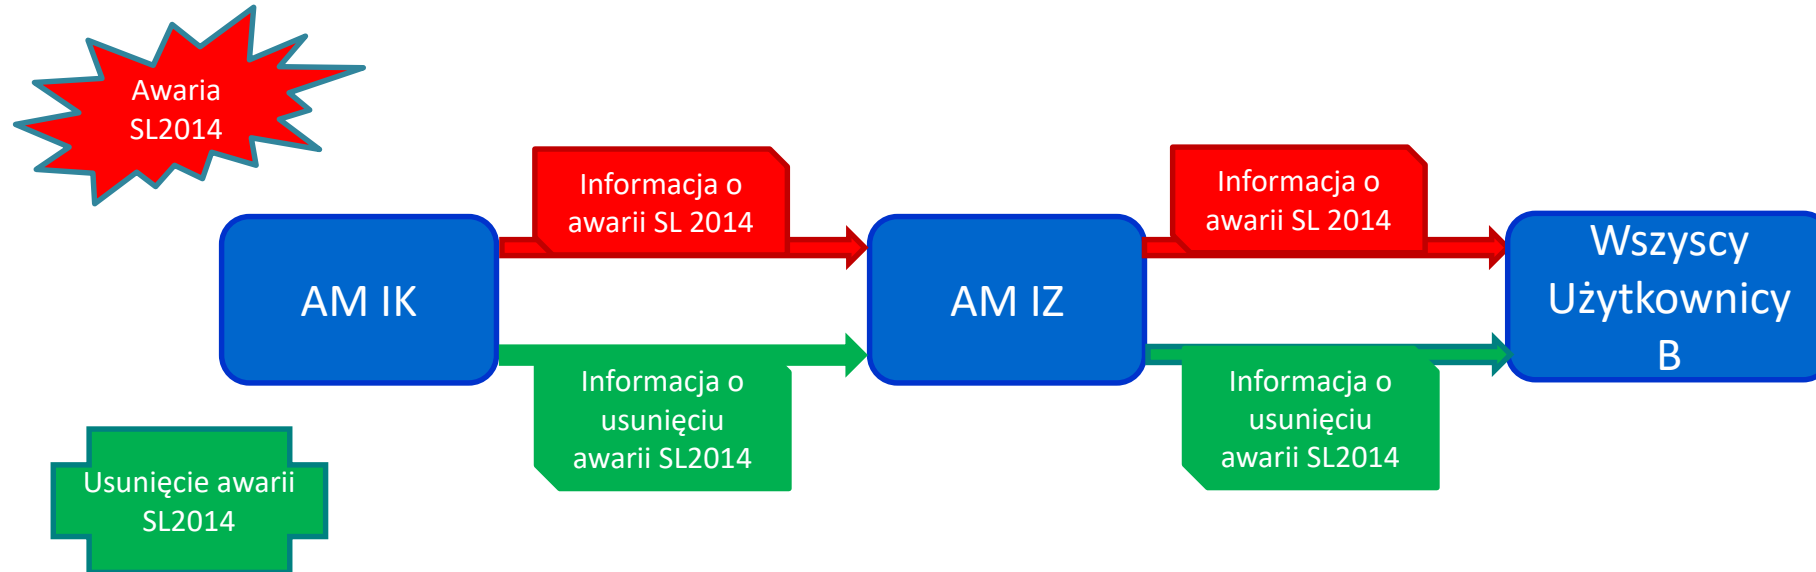 Awaria
SL2014
Informacja o
awarii SL 2014
Informacja o
awarii SL 2014
AM IK
AM IZ
Wszyscy
Użytkownicy
B
Informacja o
usunięciu
awarii SL2014
Informacja o
usunięciu
awarii SL2014
Usunięcie awarii
SL2014